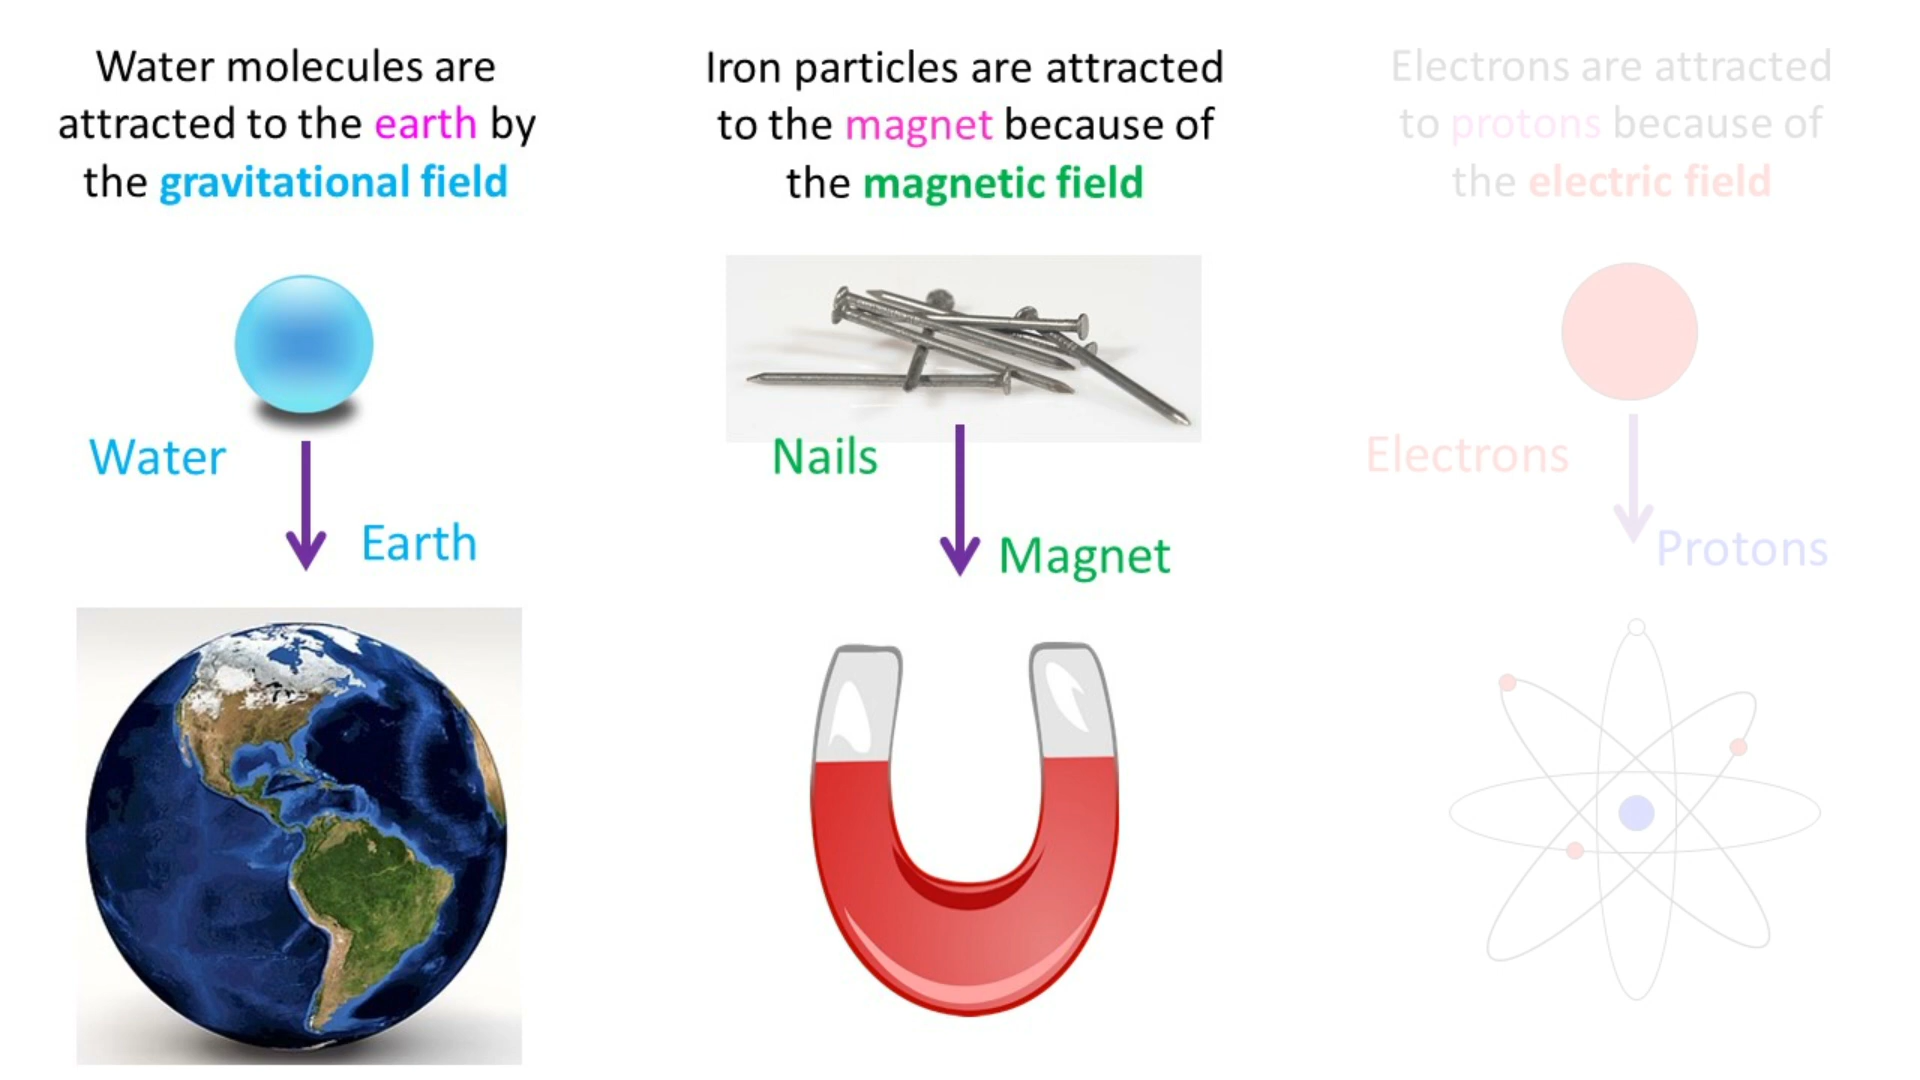 Water molecules are
attracted to the earth by
the gravitational field
Water
Earth
Iron particles are attracted
to the magnet because of
the magnetic field
Nails
Magnet
Electrons are attracted
to protons because of
the electric field
Electrons
Protons